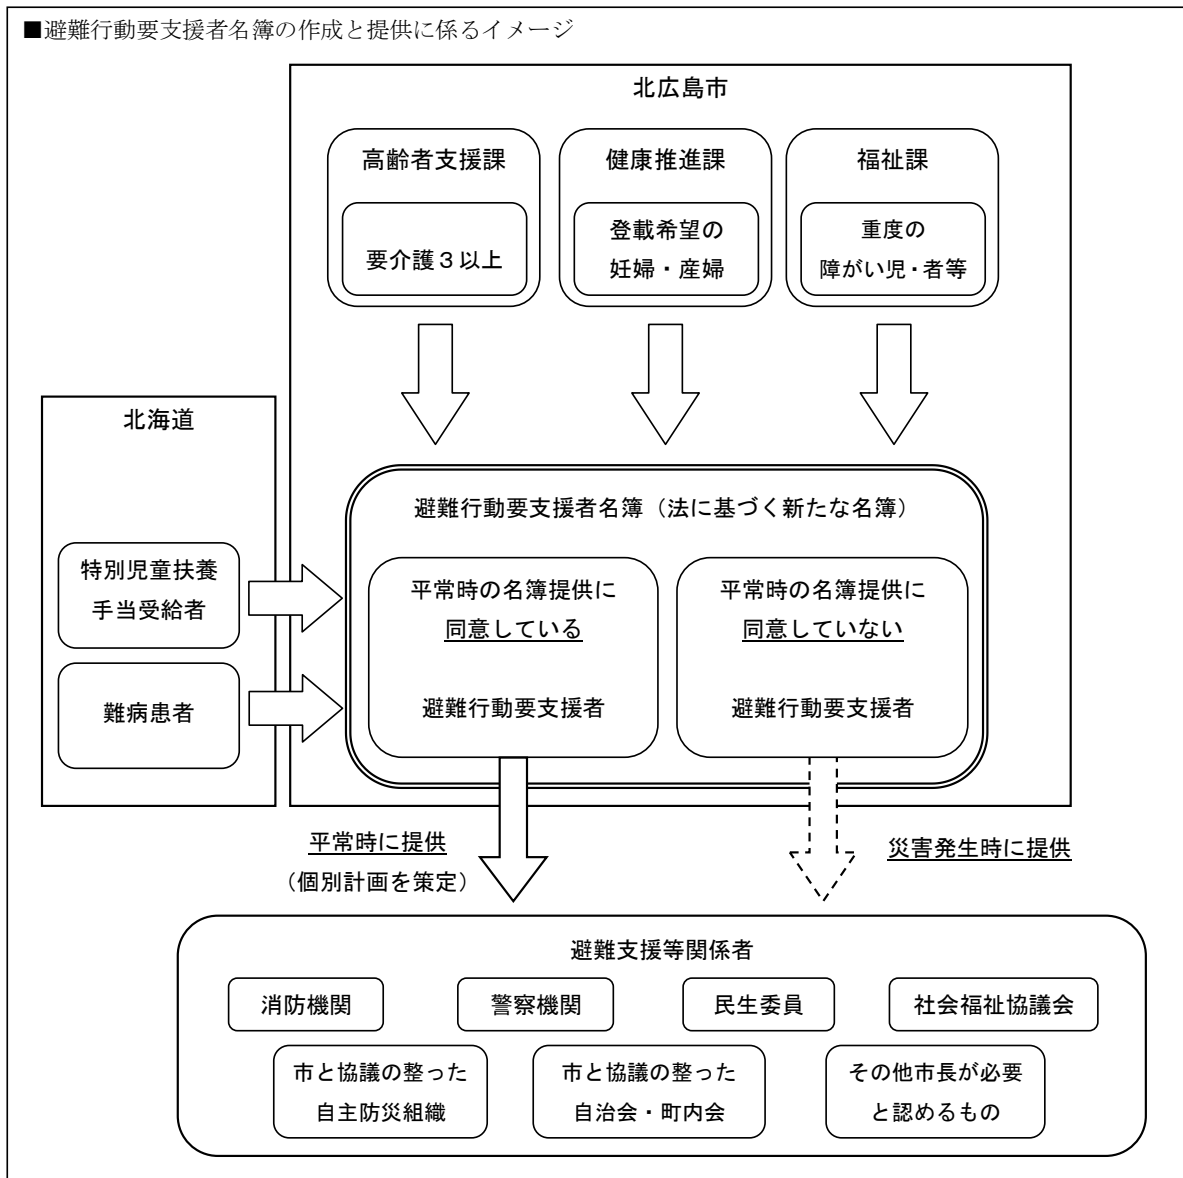 ■避難行動要支援者名簿の作成と提供に係るイメージ
北広島市
高齢者支援課
要介護３以上
健康推進課
登載希望の
妊婦・産婦
福祉課
重度の
障がい児・者等
北海道
特別児童扶養
手当受給者
難病患者
避難行動要支援者名簿（法に基づく新たな名簿）
平常時の名簿提供に
同意している
避難行動要支援者
平常時の名簿提供に
同意していない
避難行動要支援者
平常時に提供
（個別計画を策定）
災害発生時に提供
避難支援等関係者
消防機関
警察機関
民生委員
社会福祉協議会
市と協議の整った
自主防災組織
市と協議の整った
自治会・町内会
その他市長が必要
と認めるもの